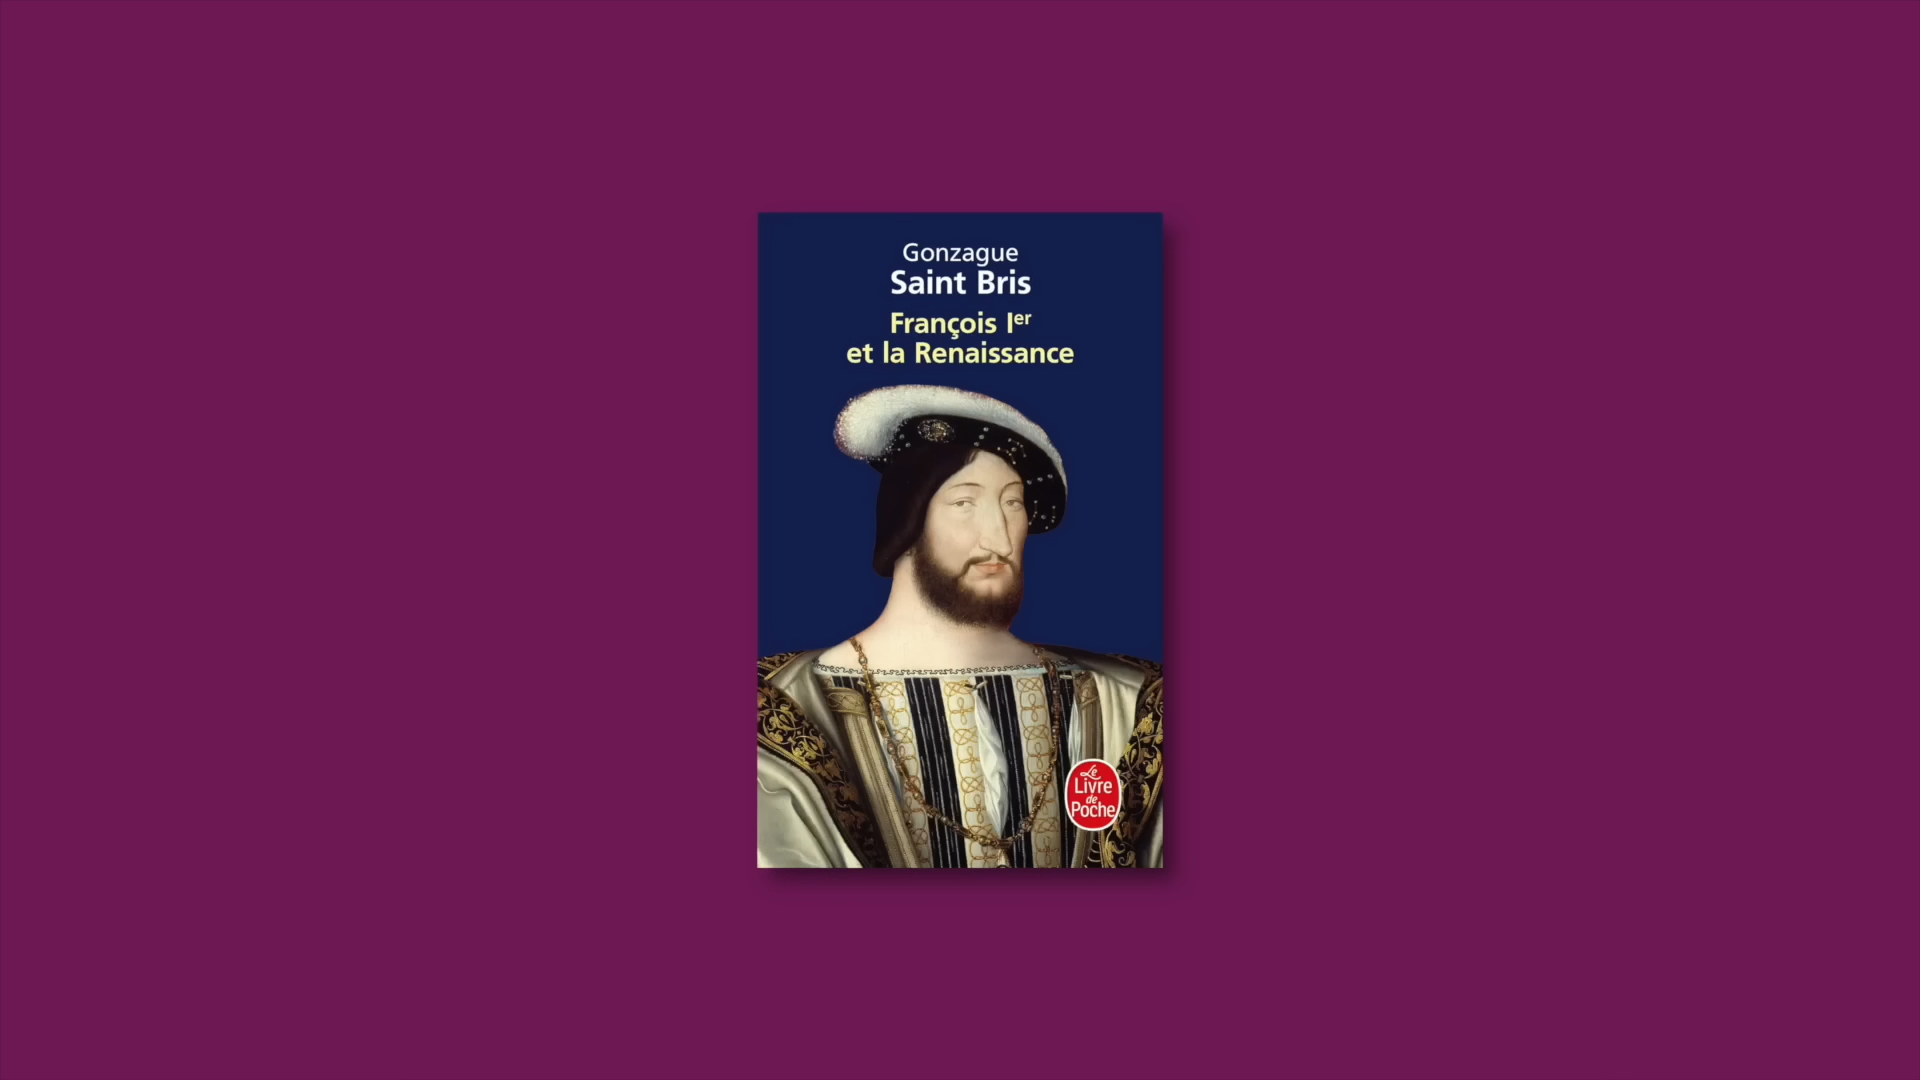 Gonzague
Saint Bris
François Iᵉʳ
et la Renaissance
Le
Livre
de
Poche